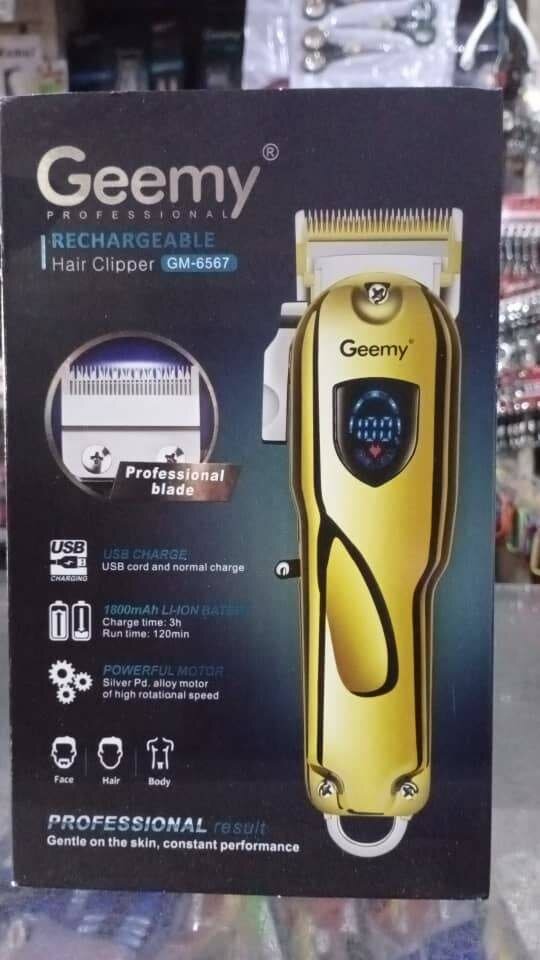 Geemy®
PROFESSIONAL
RECHARGEABLE
Hair Clipper GM-6567
Geemy®
100
Professional
blade
USB
CHARGING
USB CHARGE
USB cord and normal charge
1800mAh LI-ION
Charge time: 3h
Run time: 120min
POWERFUL MOTOR
Silver Pd. alloy motor
of high rotational speed
Face Hair Body
PROFESSIONAL result
Gentle on the skin, constant performance